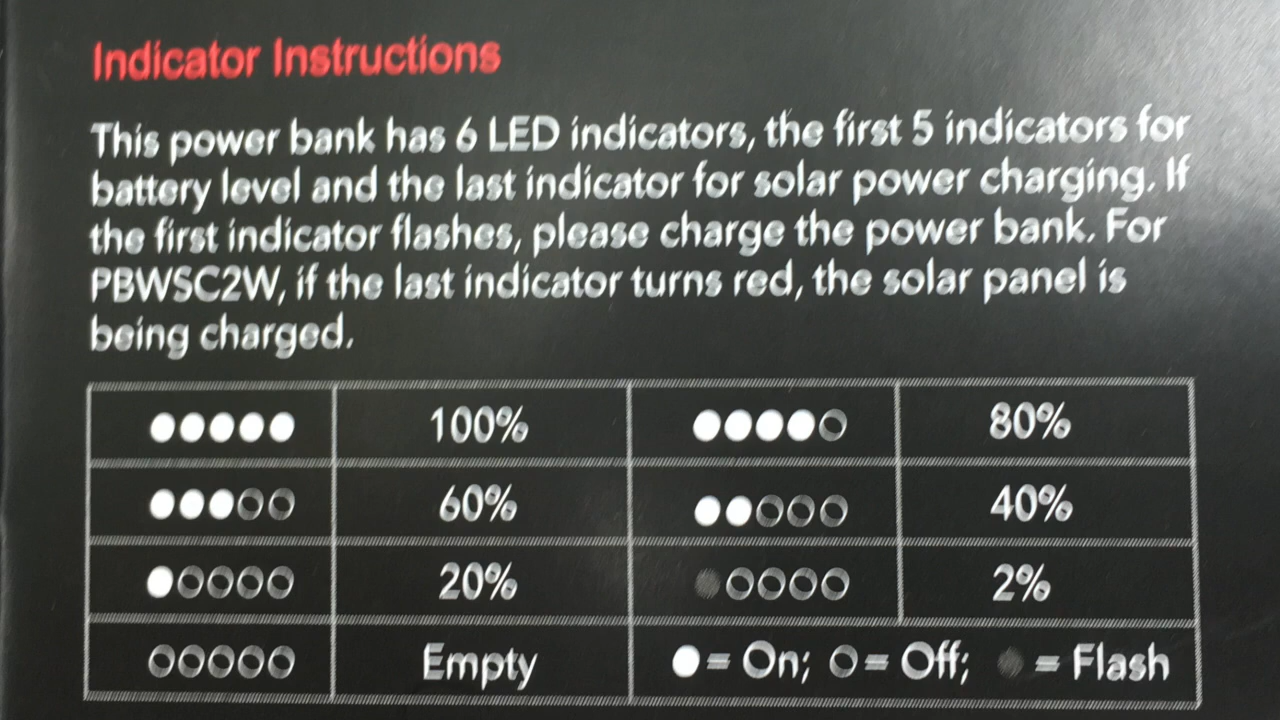 Indicator Instructions
This power bank has 6 LED indicators, the first 5 indicators for
battery level and the last indicator for solar power charging. If
the first indicator flashes, please charge the power bank. For
PBWSC2W, if the last indicator turns red, the solar panel is
being charged.
●●●●● 100% ●●●●○ 80%
●●●○○ 60% ●●○○○ 40%
●○○○○ 20% ●○○○○ 2%
○○○○○ Empty ●= On; ○= Off; ● = Flash